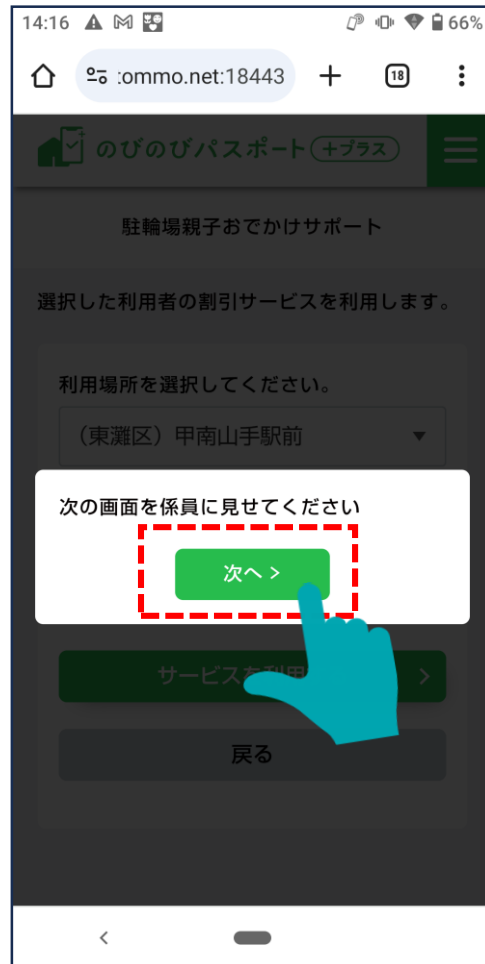 14:16 66%
:ommo.net:18443 18
のびのびパスポート +プラス
駐輪場親子おでかけサポート
選択した利用者の割引サービスを利用します。
利用場所を選択してください。
（東灘区）甲南山手駅前
次の画面を係員に見せてください
次へ >
サービスを利用
戻る